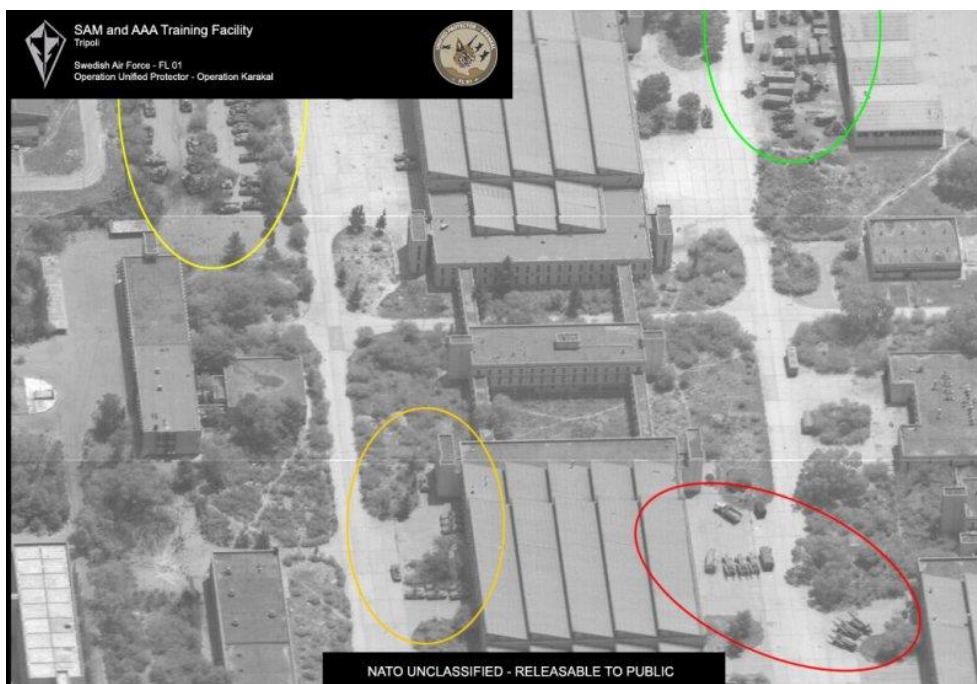 SAM and AAA Training Facility
Tripoli
Swedish Air Force - FL 01
Operation Unified Protector - Operation Karakal
NATO UNCLASSIFIED - RELEASABLE TO PUBLIC